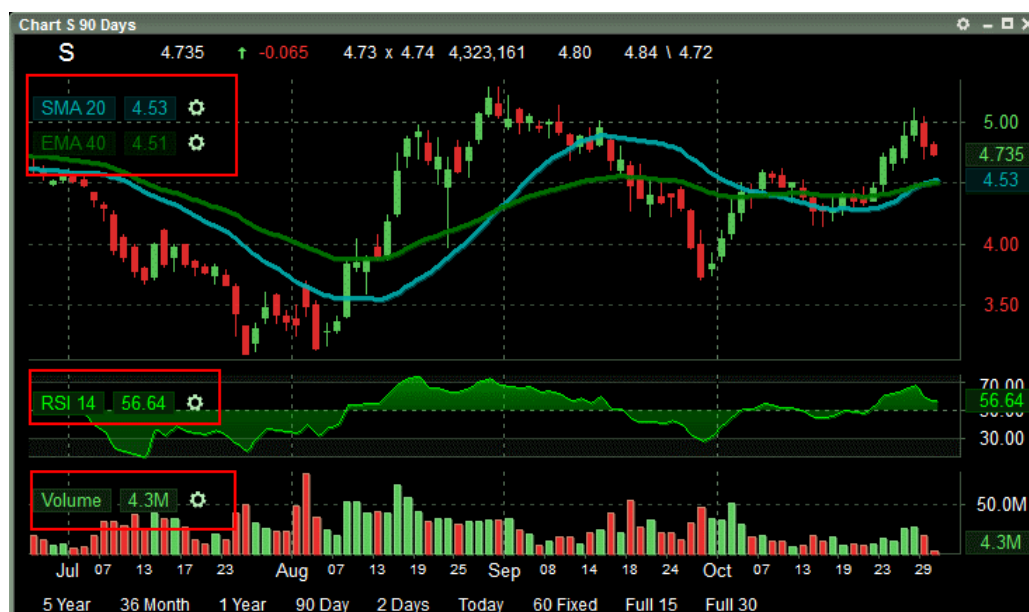 Chart S 90 Days
S 4.735 ↑ -0.065 4.73 x 4.74 4,323,161 4.80 4.84 \ 4.72
SMA 20 4.53
EMA 40 4.51
5.00
4.735
4.53
4.00
3.50
RSI 14 56.64
70.00
56.64
50.00
30.00
Volume 4.3M
50.0M
4.3M
Jul 07 13 17 23 Aug 07 13 19 25 Sep 08 14 18 24 Oct 07 13 19 23 29
5 Year 36 Month 1 Year 90 Day 2 Days Today 60 Fixed Full 15 Full 30